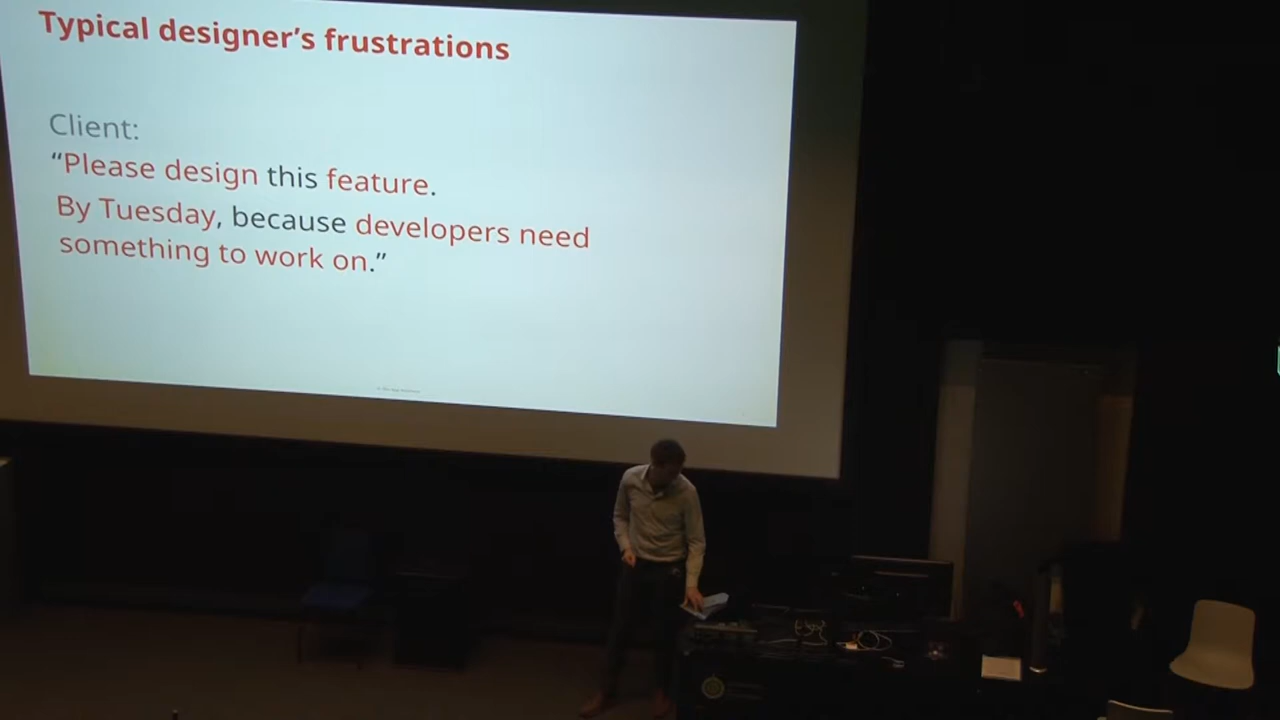 Typical designer’s frustrations
Client:
“Please design this feature.
By Tuesday, because developers need
something to work on.”